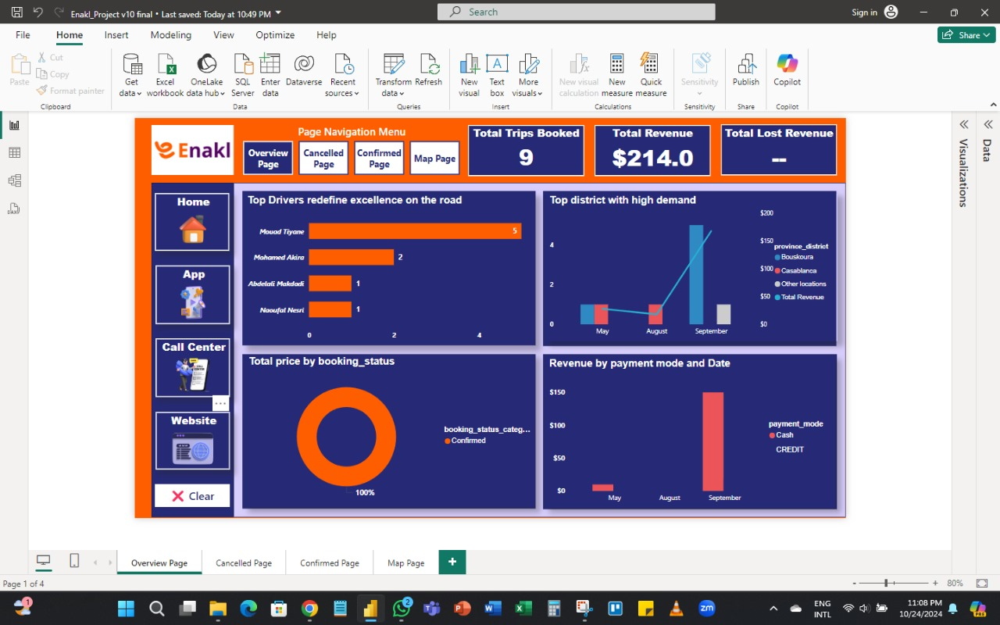 Enakl_Project v10 final • Last saved: Today at 10:49 PM
Search
Sign in
File Home Insert Modeling View Optimize Help
Share
Paste
Cut
Copy
Format painter
Clipboard
Get data
Excel workbook
OneLake data hub
SQL Server
Enter data
Dataverse
Recent sources
Data
Transform data
Refresh
Queries
New visual
Text box
More visuals
Insert
New visual calculation
New measure
Quick measure
Calculations
Sensitivity
Sensitivity
Publish
Share
Copilot
Copilot
Enakl
Page Navigation Menu
Overview Page
Cancelled Page
Confirmed Page
Map Page
Total Trips Booked
9
Total Revenue
$214.0
Total Lost Revenue
--
Home
App
Call Center
CALL CENTER
Website
Clear
Top Drivers redefine excellence on the road
Mouad Tiyane 5
Mohamed Akira 2
Abdelali Makdadi 1
Naoufal Nesri 1
0 2 4
Top district with high demand
4
2
0
$200
$150
$100
$50
$0
May August September
province_district
Bouskoura
Casablanca
Other locations
Total Revenue
Total price by booking_status
100%
booking_status_categ...
Confirmed
Revenue by payment mode and Date
$150
$100
$50
$0
May August September
payment_mode
Cash
CREDIT
Visualizations
Data
Overview Page Cancelled Page Confirmed Page Map Page +
Page 1 of 4
- + 80%
1
2
zm
ENG
INTL
11:08 PM
10/24/2024
PRE